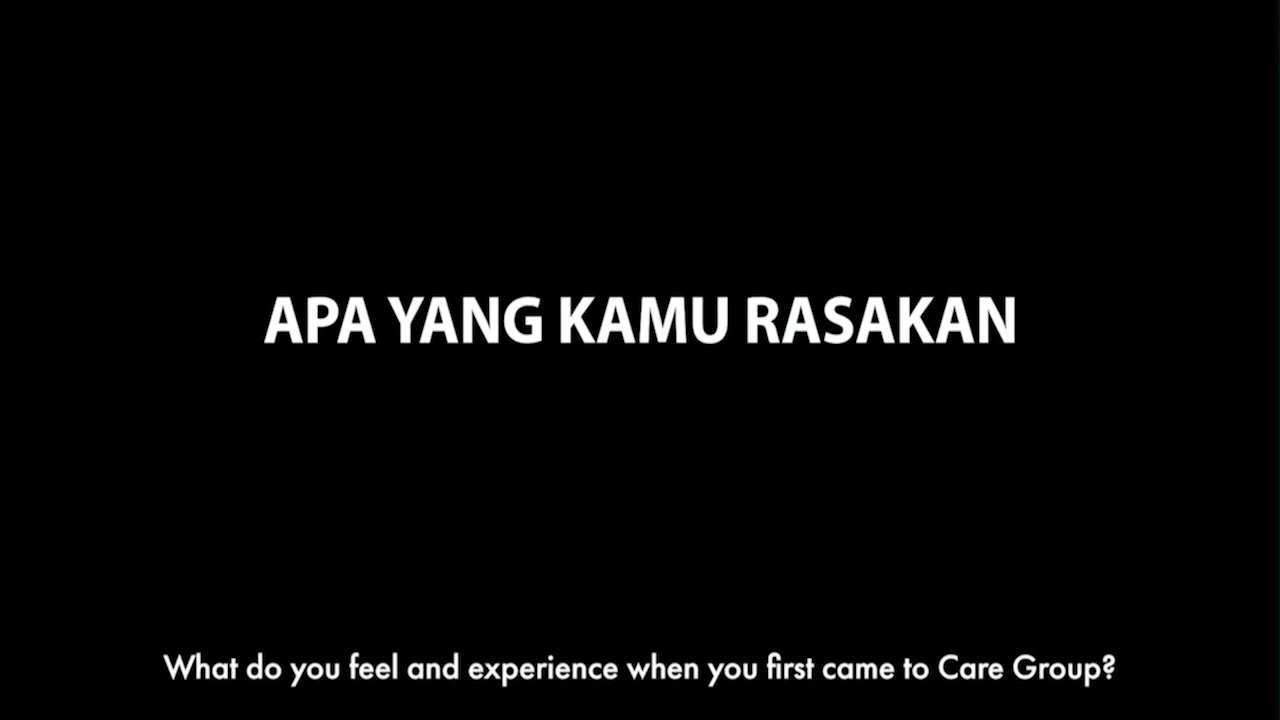 APA YANG KAMU RASAKAN
What do you feel and experience when you first came to Care Group?